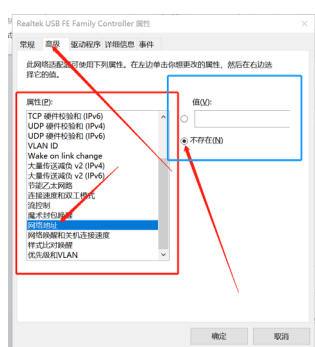 Realtek USB FE Family Controller 属性
常规 高级 驱动程序 详细信息 事件
此网络适配器可使用下列属性。在左边单击你想更改的属性，然后在右边选
择它的值。
属性(P):
值(V):
TCP 硬件校验和 (IPv6)
UDP 硬件校验和 (IPv4)
UDP 硬件校验和 (IPv6)
VLAN ID
Wake on link change
大量传送减负 v2 (IPv4)
大量传送减负 v2 (IPv6)
节能乙太网路
连接速度和双工模式
流控制
魔术封包唤醒
网络地址
网络唤醒和关机连接速度
样式比对唤醒
优先级和VLAN
不存在(N)
确定
取消